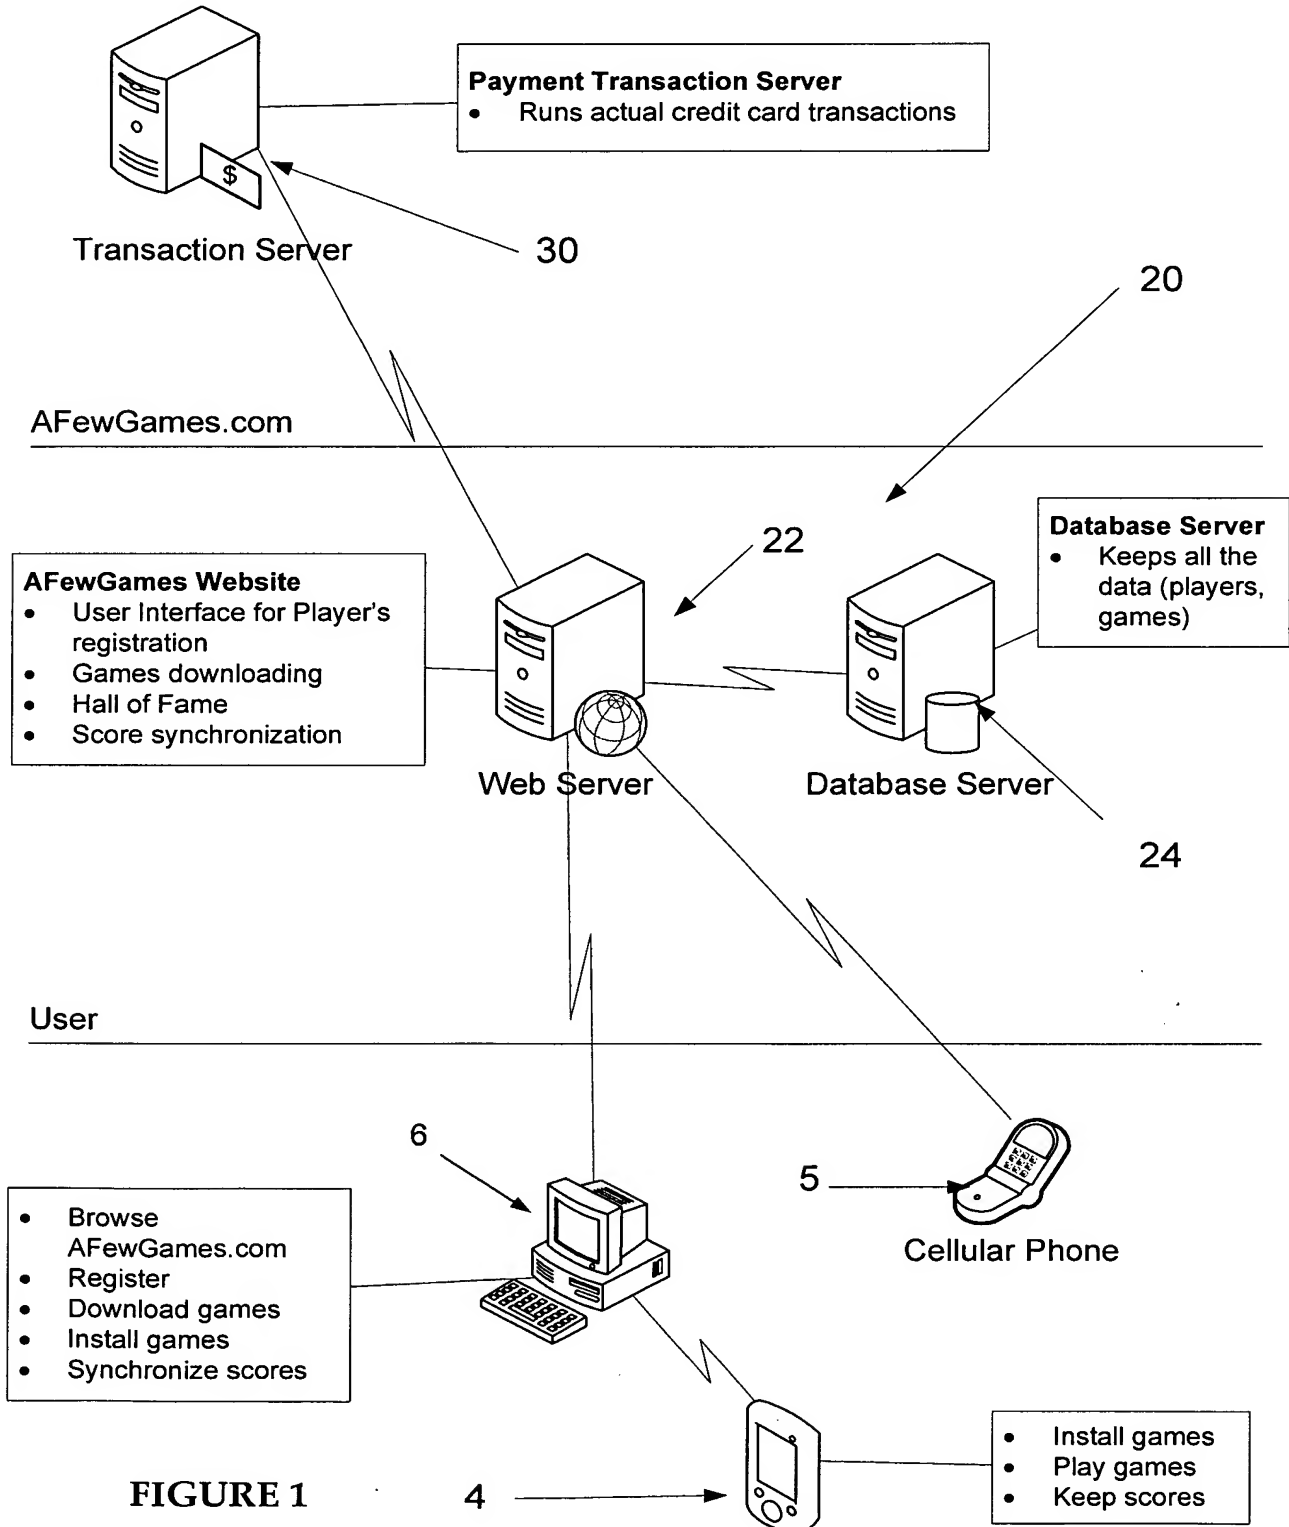 Payment Transaction Server
• Runs actual credit card transactions
$
Transaction Server
30
20
AFewGames.com
22
Database Server
• Keeps all the
data (players,
games)
AFewGames Website
• User Interface for Player's
registration
• Games downloading
• Hall of Fame
• Score synchronization
Web Server
Database Server
24
User
6
5
Cellular Phone
• Browse
AFewGames.com
• Register
• Download games
• Install games
• Synchronize scores
• Install games
• Play games
• Keep scores
FIGURE 1
4